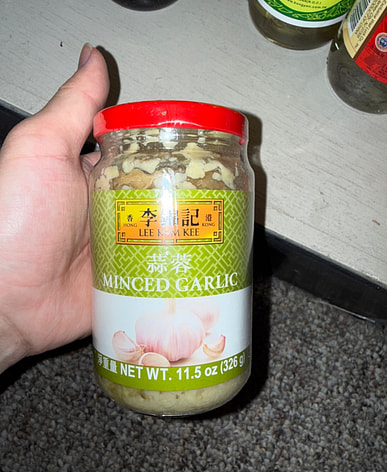 香 李錦記 港
HONG KONG
LEE KUM KEE
蒜蓉
MINCED GARLIC
淨重量 NET WT. 11.5 oz (326 g)